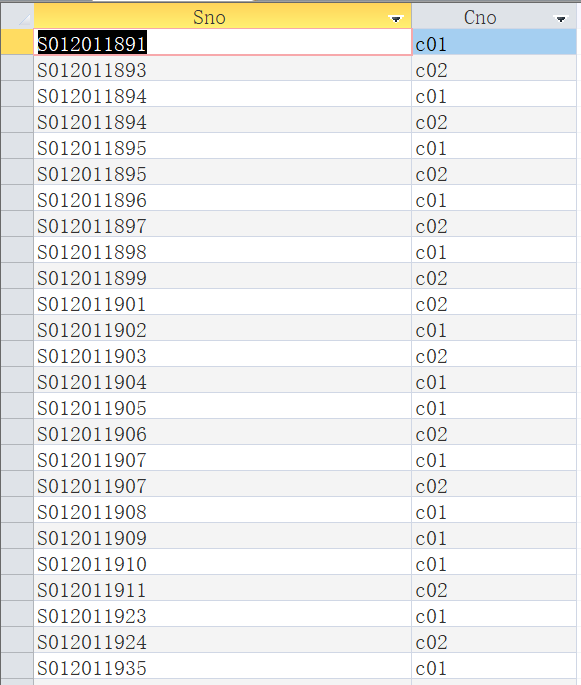 Sno Cno
S012011891 c01
S012011893 c02
S012011894 c01
S012011894 c02
S012011895 c01
S012011895 c02
S012011896 c01
S012011897 c02
S012011898 c01
S012011899 c02
S012011901 c02
S012011902 c01
S012011903 c02
S012011904 c01
S012011905 c01
S012011906 c02
S012011907 c01
S012011907 c02
S012011908 c01
S012011909 c01
S012011910 c01
S012011911 c02
S012011923 c01
S012011924 c02
S012011935 c01